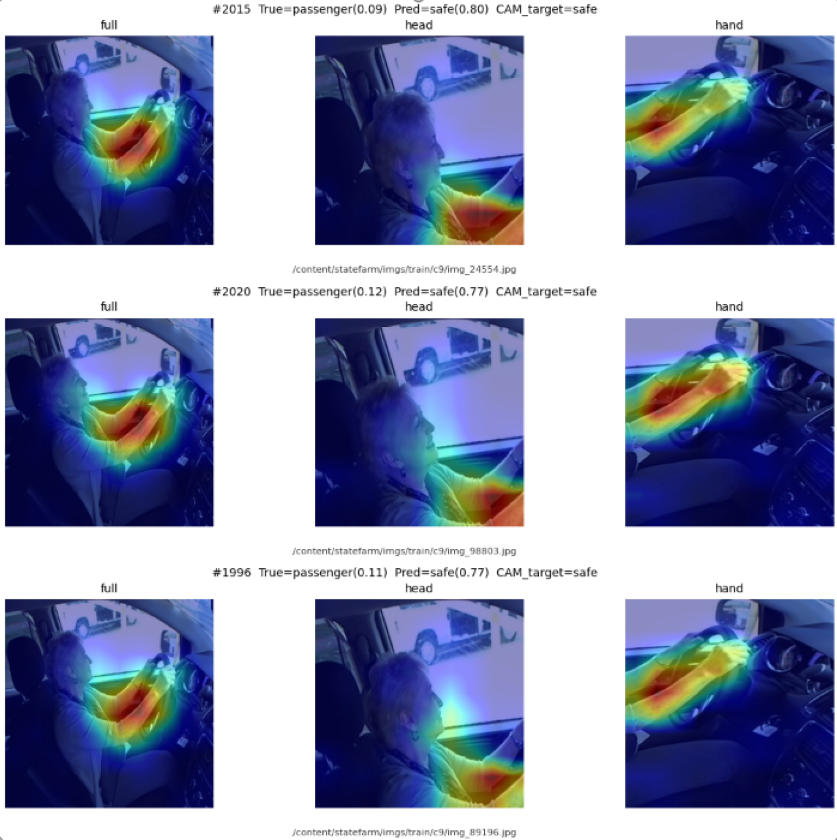 #2015 True=passenger(0.09) Pred=safe(0.80) CAM_target=safe
full head hand
/content/statefarm/imgs/train/c9/img_24554.jpg
#2020 True=passenger(0.12) Pred=safe(0.77) CAM_target=safe
full head hand
/content/statefarm/imgs/train/c9/img_98803.jpg
#1996 True=passenger(0.11) Pred=safe(0.77) CAM_target=safe
full head hand
/content/statefarm/imgs/train/c9/img_89196.jpg